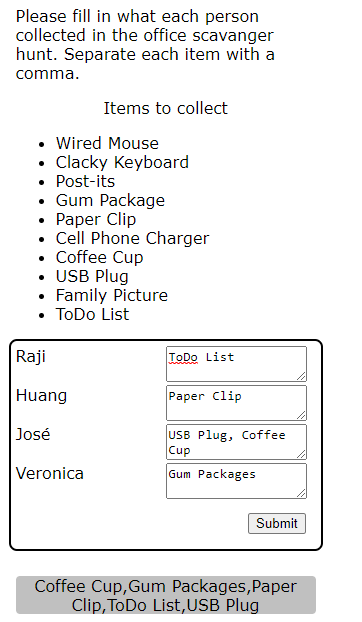 Please fill in what each person
collected in the office scavanger
hunt. Separate each item with a
comma.
Items to collect
Wired Mouse
Clacky Keyboard
Post-its
Gum Package
Paper Clip
Cell Phone Charger
Coffee Cup
USB Plug
Family Picture
ToDo List
Raji
ToDo List
Huang
Paper Clip
José
USB Plug, Coffee
Cup
Veronica
Gum Packages
Submit
Coffee Cup,Gum Packages,Paper
Clip,ToDo List,USB Plug